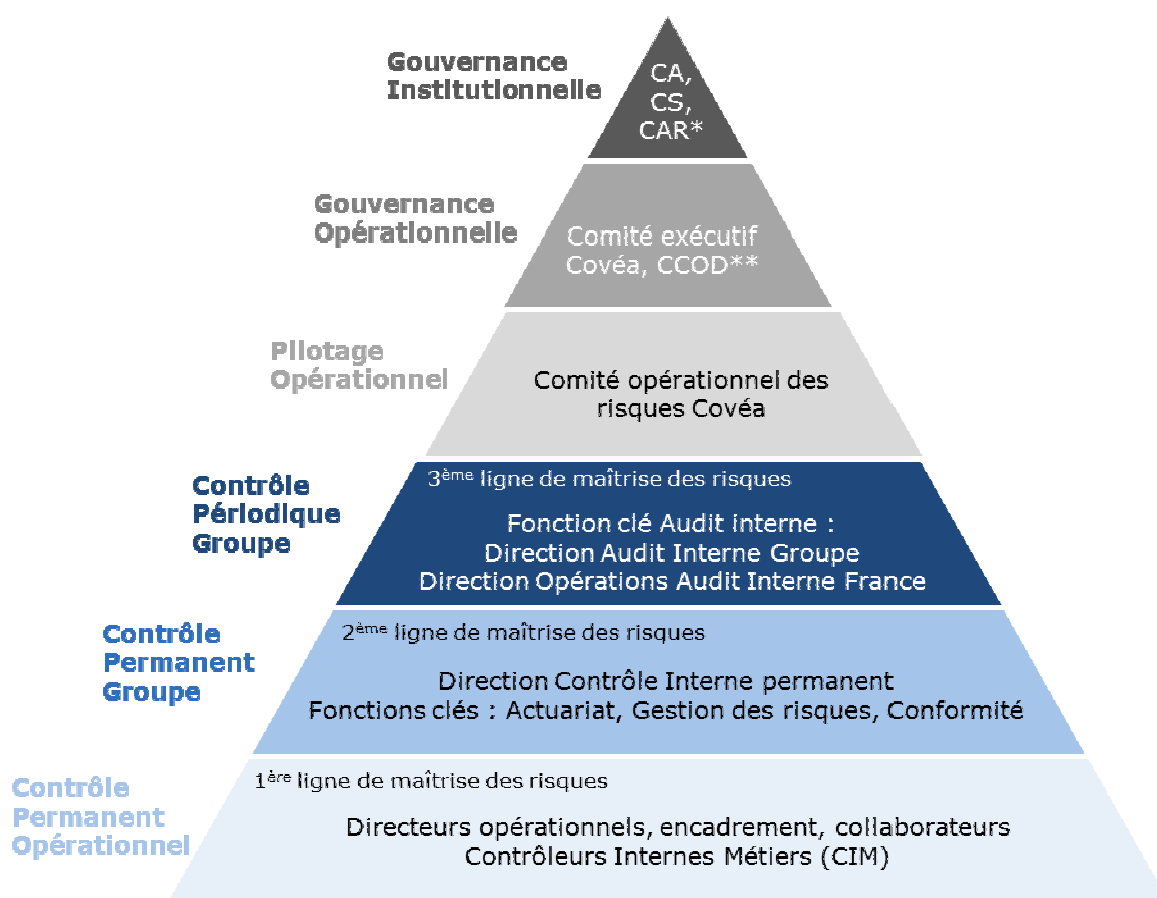 Gouvernance
Institutionnelle
CA,
CS,
CAR*
Gouvernance
Opérationnelle
Comité exécutif
Covéa, CCOD**
Pilotage
Opérationnel
Comité opérationnel des
risques Covéa
Contrôle
Périodique
Groupe
3ème ligne de maîtrise des risques
Fonction clé Audit interne :
Direction Audit Interne Groupe
Direction Opérations Audit Interne France
Contrôle
Permanent
Groupe
2ème ligne de maîtrise des risques
Direction Contrôle Interne permanent
Fonctions clés : Actuariat, Gestion des risques, Conformité
Contrôle
Permanent
Opérationnel
1ère ligne de maîtrise des risques
Directeurs opérationnels, encadrement, collaborateurs
Contrôleurs Internes Métiers (CIM)